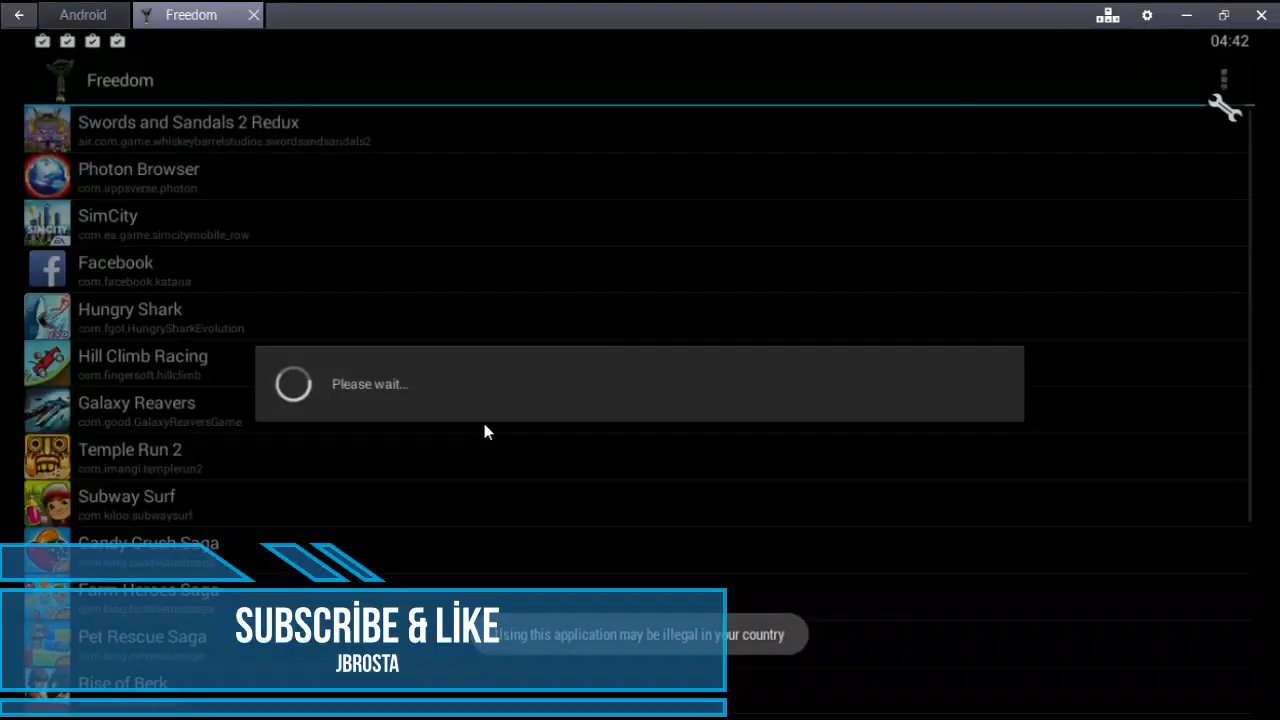 Android
Freedom
04:42
Freedom
Swords and Sandals 2 Redux
air.com.game.whiskeybarrelstudios.swordsandsandals2
Photon Browser
com.appsverse.photon
SimCity
com.ea.game.simcitymobile_row
Facebook
com.facebook.katana
Hungry Shark
com.fgol.HungrySharkEvolution
Hill Climb Racing
com.fingersoft.hillclimb
Please wait...
Galaxy Reavers
com.good.GalaxyReaversGame
Temple Run 2
com.imangi.templerun2
Subway Surf
com.kiloo.subwaysurf
Candy Crush Saga
Farm Heroes Saga
Pet Rescue Saga
Rise of Berk
SUBSCRİBE & LİKE
JBROSTA
Using this application may be illegal in your country